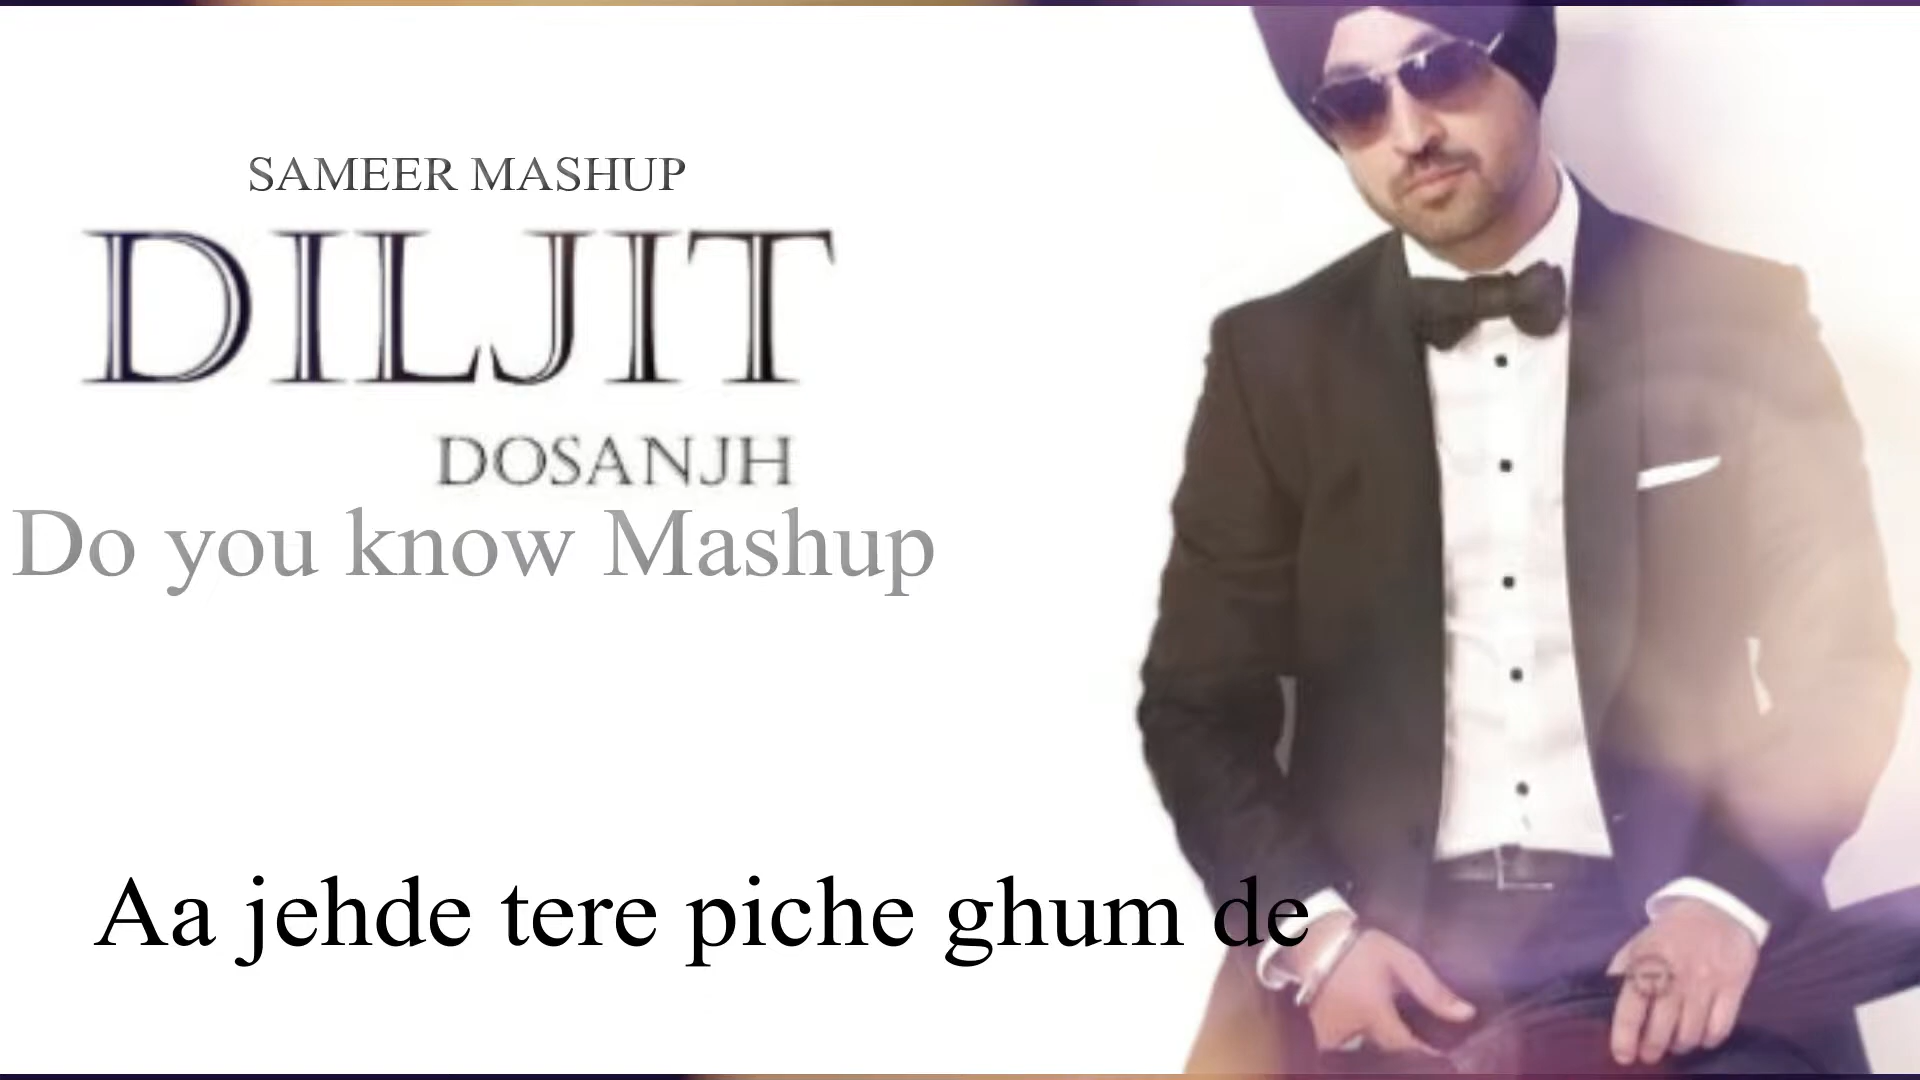 SAMEER MASHUP
DILJIT
DOSANJH
Do you know Mashup
Aa jehde tere piche ghum de